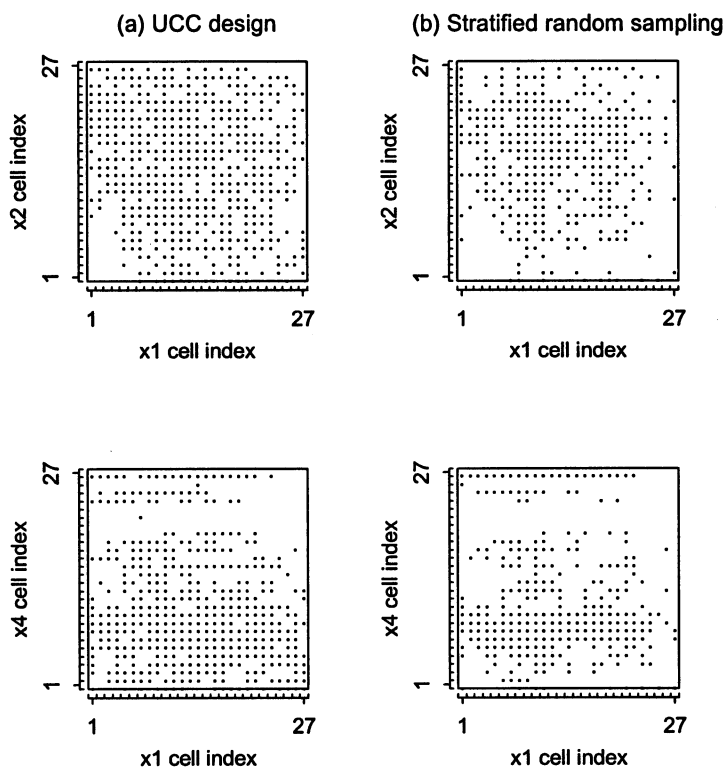 (a) UCC design
(b) Stratified random sampling
27
x2 cell index
1
1
27
x1 cell index
27
x2 cell index
1
1
27
x1 cell index
27
x4 cell index
1
1
27
x1 cell index
27
x4 cell index
1
1
27
x1 cell index